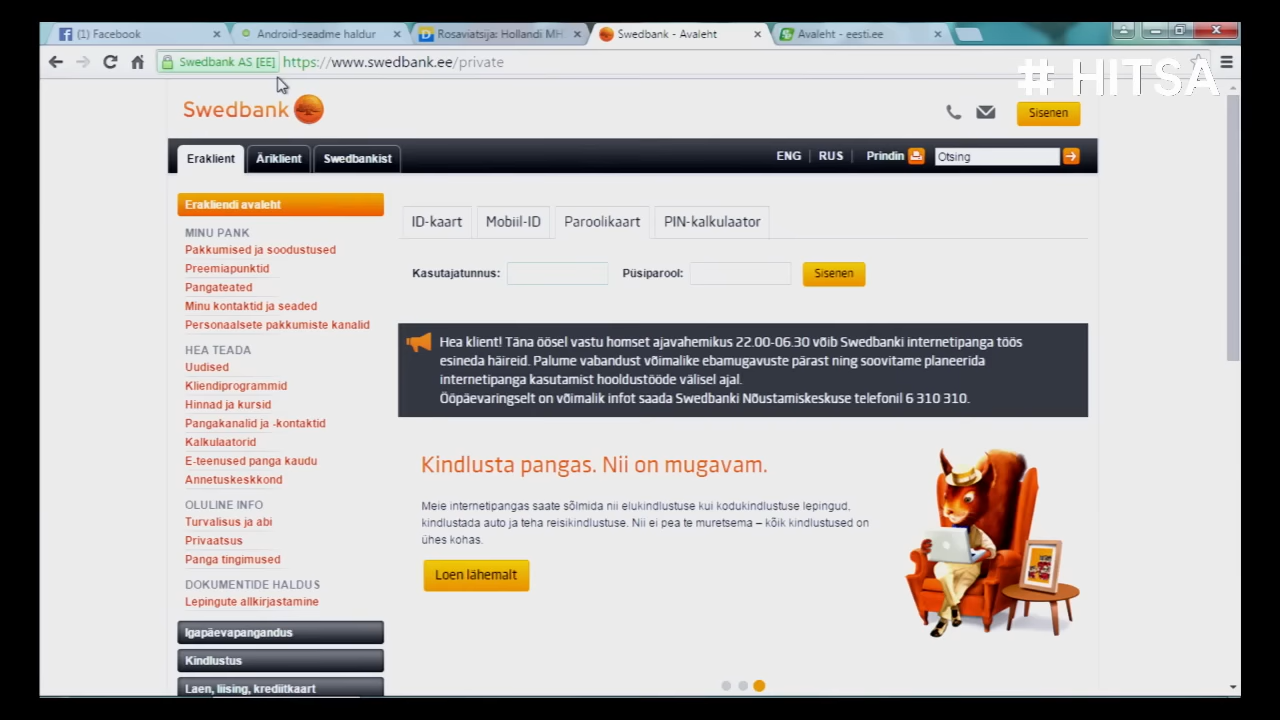 (1) Facebook
Android-seadme haldur
Rosaviatsija: Hollandi MH
Swedbank - Avaleht
Avaleht - eesti.ee
Swedbank AS [EE] https://www.swedbank.ee/private
# HITSA
Swedbank
Sisenen
Eraklient Äriklient Swedbankist
ENG RUS Prindin Otsing
Erakliendi avaleht
MINU PANK
Pakkumised ja soodustused
Preemiapunktid
Pangateated
Minu kontaktid ja seaded
Personaalsete pakkumiste kanalid
HEA TEADA
Uudised
Kliendiprogrammid
Hinnad ja kursid
Pangakanalid ja -kontaktid
Kalkulaatorid
E-teenused panga kaudu
Annetuskeskkond
OLULINE INFO
Turvalisus ja abi
Privaatsus
Panga tingimused
DOKUMENTIDE HALDUS
Lepingute allkirjastamine
Igapäevapangandus
Kindlustus
Laen, liising, krediitkaart
ID-kaart Mobiil-ID Paroolikaart PIN-kalkulaator
Kasutajatunnus: Püsiparool: Sisenen
Hea klient! Täna öösel vastu homset ajavahemikus 22.00-06.30 võib Swedbanki internetipanga töös
esineda häireid. Palume vabandust võimalike ebamugavuste pärast ning soovitame planeerida
internetipanga kasutamist hooldustööde välisel ajal.
Ööpäevaringselt on võimalik infot saada Swedbanki Nõustamiskeskuse telefonil 6 310 310.
Kindlusta pangas. Nii on mugavam.
Meie internetipangas saate sõlmida nii elukindlustuse kui kodukindlustuse lepingud,
kindlustada auto ja teha reisikindlustuse. Nii ei pea te muretsema – kõik kindlustused on
ühes kohas.
Loen lähemalt